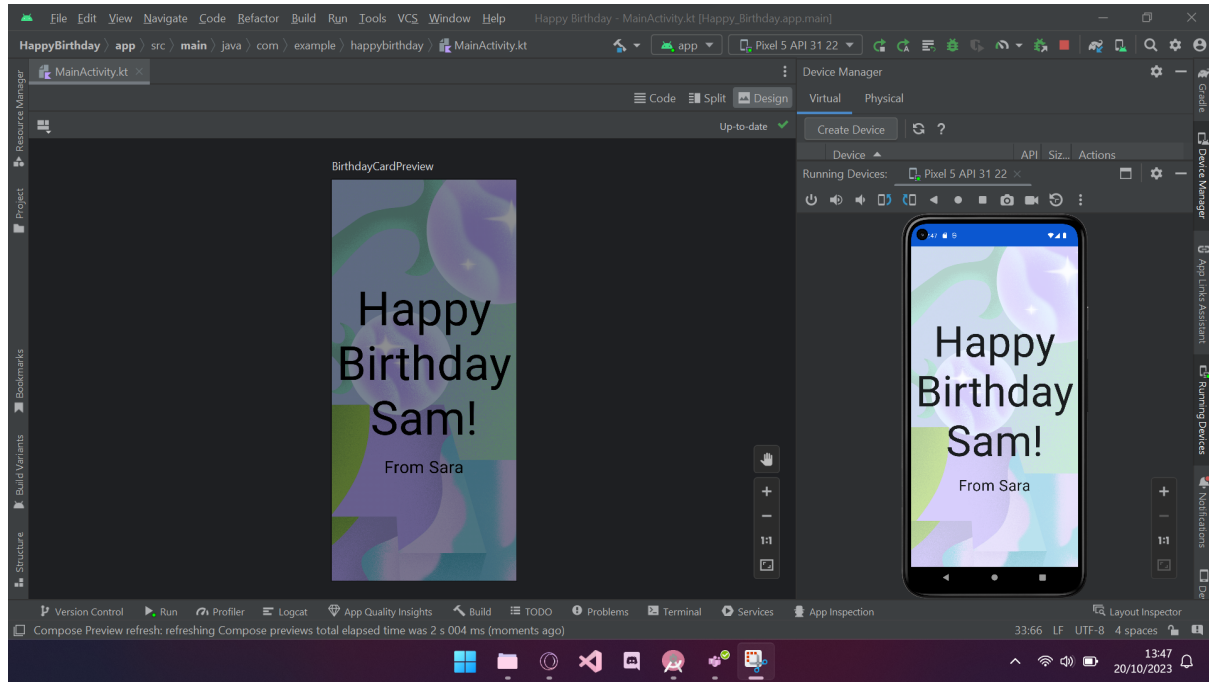 File Edit View Navigate Code Refactor Build Run Tools VCS Window Help Happy Birthday - MainActivity.kt [Happy_Birthday.app.main]
HappyBirthday app src main java com example happybirthday MainActivity.kt app Pixel 5 API 31 22
MainActivity.kt
Code Split Design
Up-to-date
BirthdayCardPreview
Happy
Birthday
Sam!
From Sara
1:1
Device Manager
Virtual Physical
Create Device ?
Device API Siz... Actions
Running Devices: Pixel 5 API 31 22
Happy
Birthday
Sam!
From Sara
1:1
Resource Manager
Project
Bookmarks
Build Variants
Structure
Gradle
Device Manager
App Links Assistant
Running Devices
Notifications
De
Version Control Run Profiler Logcat App Quality Insights Build TODO Problems Terminal Services App Inspection Layout Inspector
Compose Preview refresh: refreshing Compose previews total elapsed time was 2 s 004 ms (moments ago) 33:66 LF UTF-8 4 spaces
13:47
20/10/2023